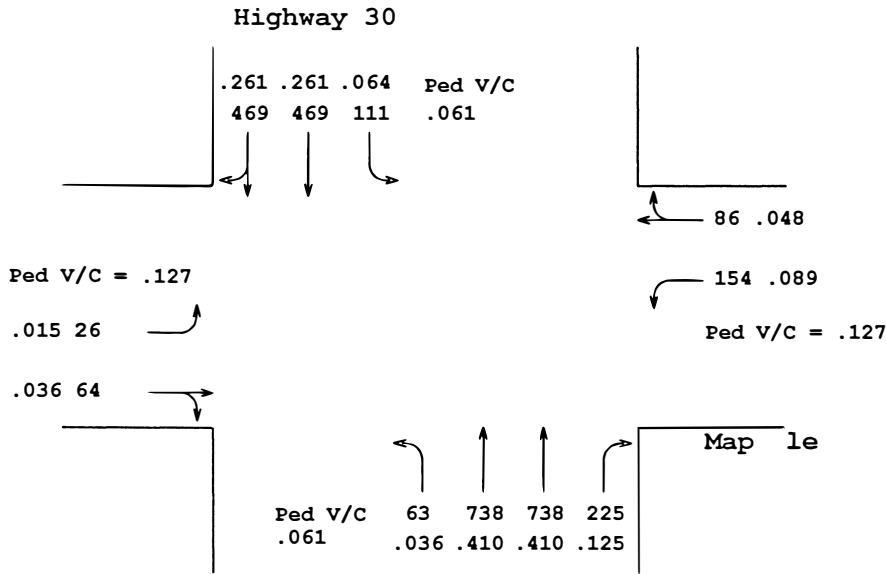 Highway 30
.261 .261 .064 Ped V/C
469 469 111 .061
86 .048
Ped V/C = .127
154 .089
.015 26
Ped V/C = .127
.036 64
Map le
Ped V/C 63 738 738 225
.061 .036 .410 .410 .125